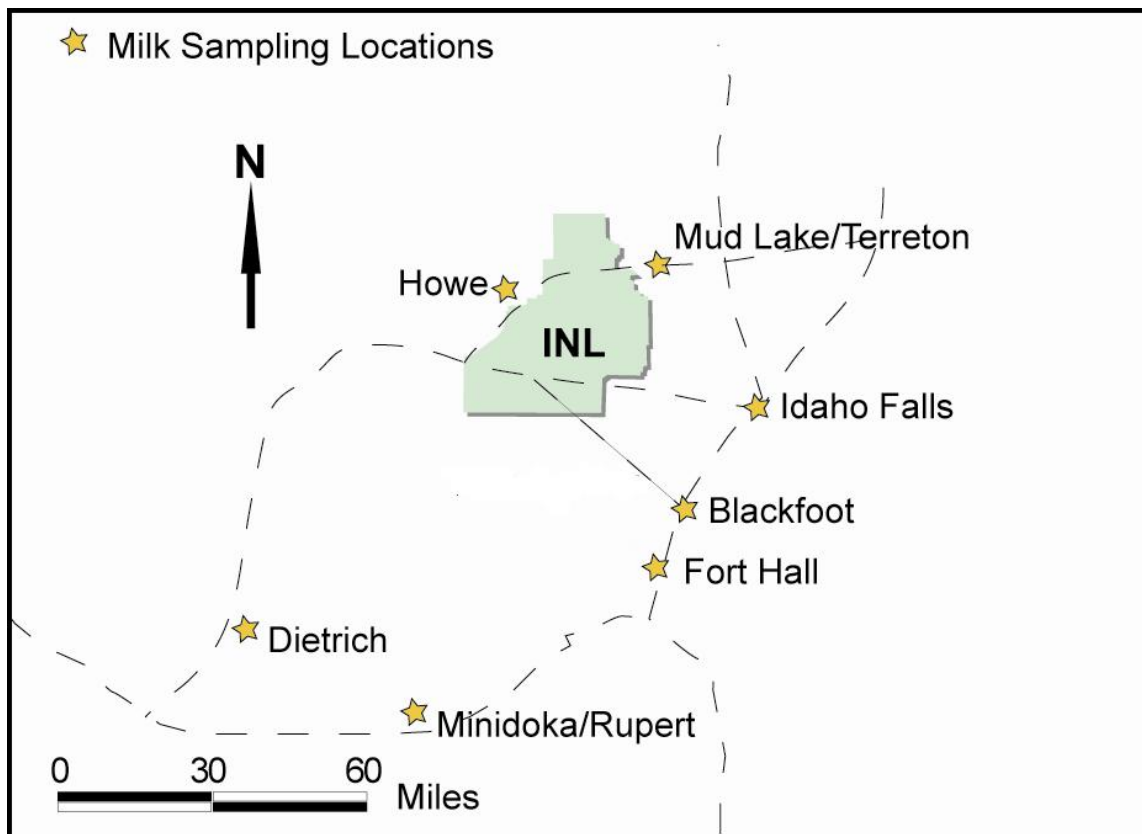 Milk Sampling Locations
N
Mud Lake/Terreton
Howe
INL
Idaho Falls
Blackfoot
Fort Hall
Dietrich
Minidoka/Rupert
0 30 60
Miles